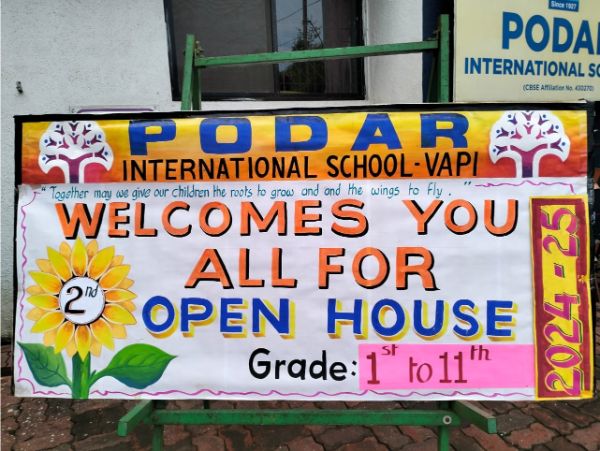 Since 1927
PODAR
INTERNATIONAL SC
(CBSE Affiliation No. 430270)
PODAR
INTERNATIONAL SCHOOL-VAPI
"Together may we give our children the roots to grow and and the wings to fly."
WELCOMES YOU
ALL FOR
2nd
OPEN HOUSE
Grade: 1st to 11th
2024-25